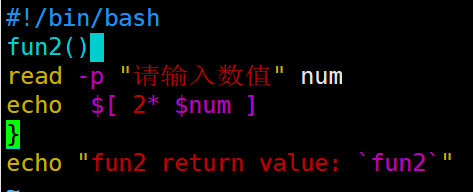 #!/bin/bash
fun2()
read -p "请输入数值" num
echo  $[ 2* $num ]
}
echo "fun2 return value: `fun2`"
~